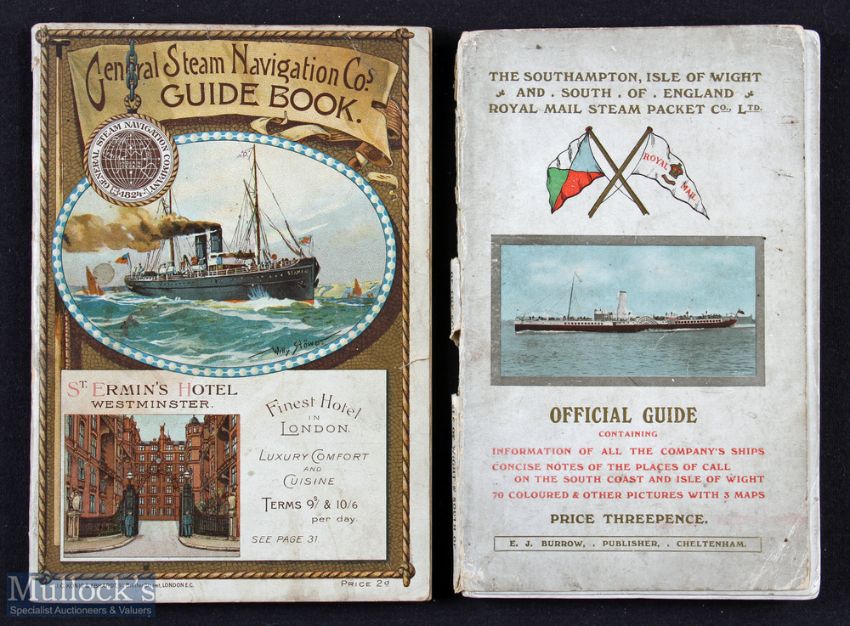 General Steam Navigation Cos
GUIDE BOOK.
GENERAL STEAM NAVIGATION COMPANY
1824
Willy Stöwer
ST. ERMIN'S HOTEL
WESTMINSTER.
Finest Hotel
IN
LONDON.
LUXURY COMFORT
AND
CUISINE
TERMS 9/- & 10/6
per day.
SEE PAGE 31.
LONDON E.C.
PRICE 2d
THE SOUTHAMPTON, ISLE OF WIGHT
AND . SOUTH . OF . ENGLAND
ROYAL MAIL STEAM PACKET CO., LTD.
ROYAL MAIL
OFFICIAL GUIDE
CONTAINING
INFORMATION OF ALL THE COMPANY'S SHIPS
CONCISE NOTES OF THE PLACES OF CALL
ON THE SOUTH COAST AND ISLE OF WIGHT
70 COLOURED & OTHER PICTURES WITH 3 MAPS
PRICE THREEPENCE.
E. J. BURROW, . PUBLISHER, . CHELTENHAM.
Mullock's
Specialist Auctioneers & Valuers